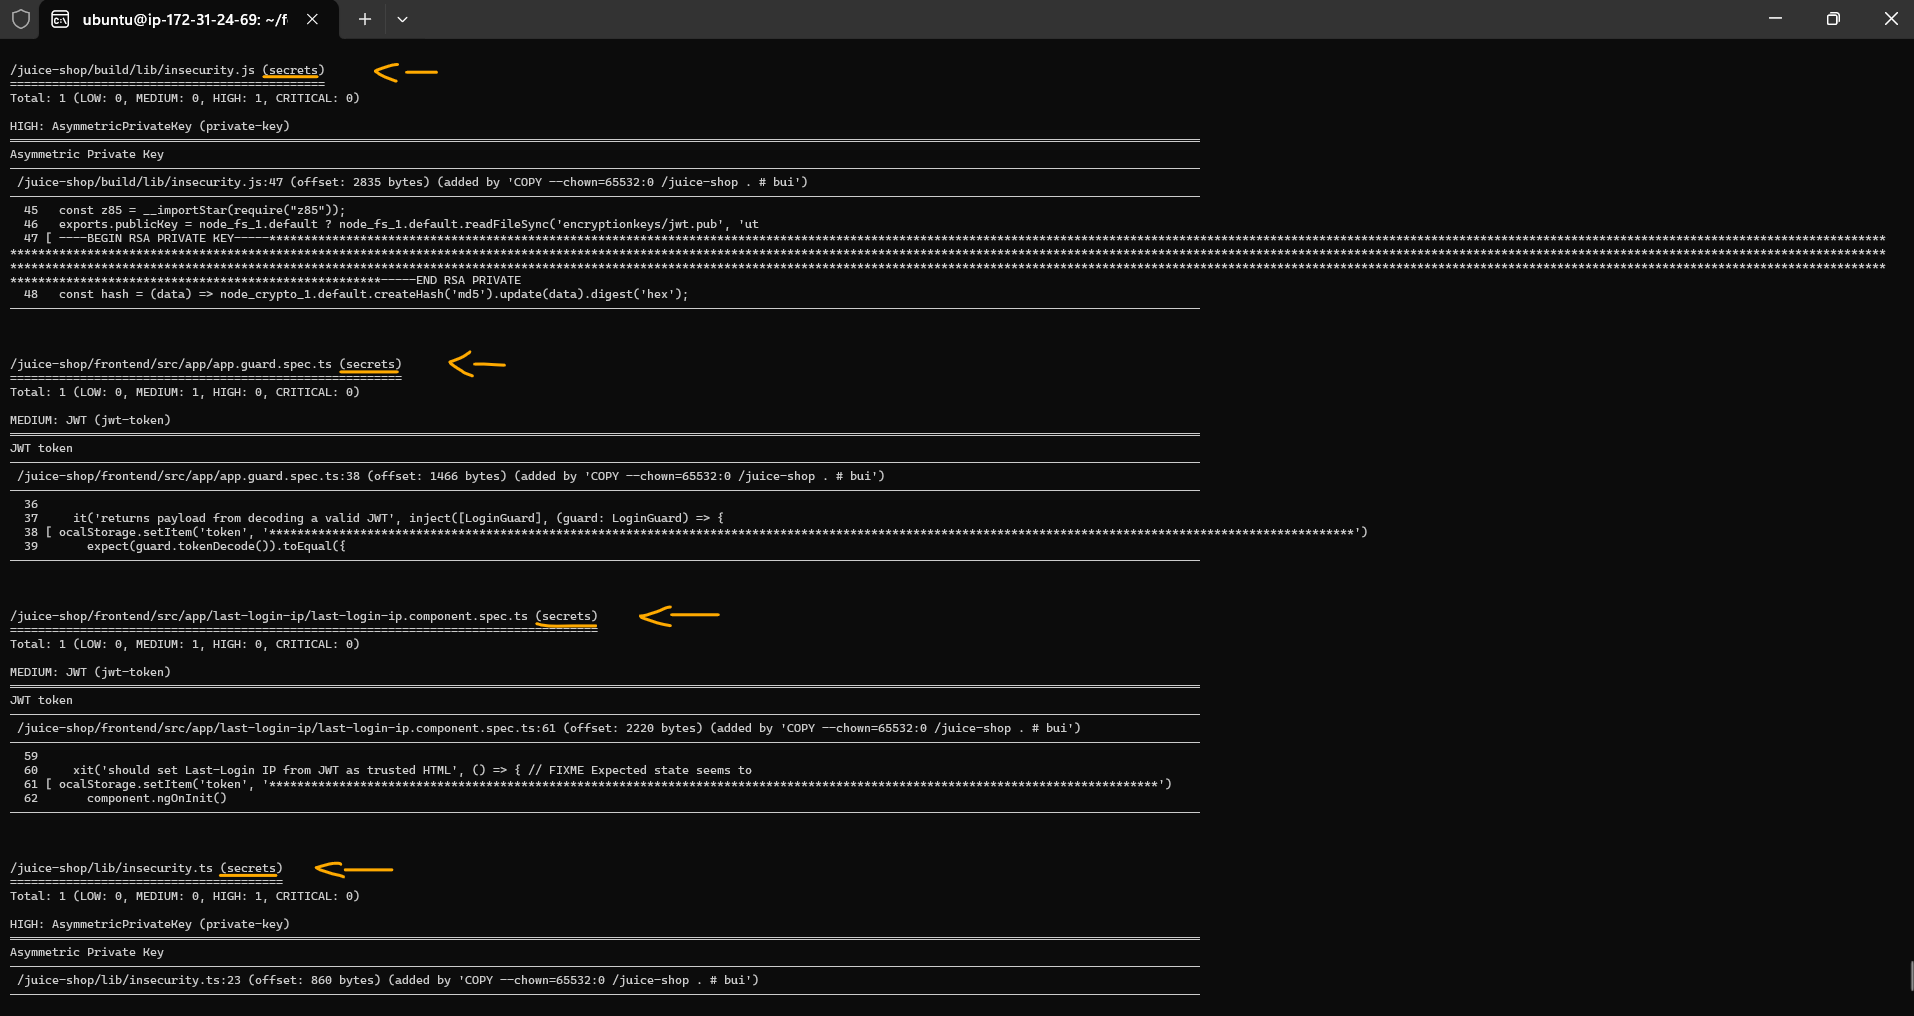 ubuntu@ip-172-31-24-69: ~/f
/juice-shop/build/lib/insecurity.js (secrets)
=============================================
Total: 1 (LOW: 0, MEDIUM: 0, HIGH: 1, CRITICAL: 0)
HIGH: AsymmetricPrivateKey (private-key)
Asymmetric Private Key
/juice-shop/build/lib/insecurity.js:47 (offset: 2835 bytes) (added by 'COPY --chown=65532:0 /juice-shop . # bui')
45   const z85 = __importStar(require("z85"));
46   exports.publicKey = node_fs_1.default ? node_fs_1.default.readFileSync('encryptionkeys/jwt.pub', 'ut
47 [ ----BEGIN RSA PRIVATE KEY-----***
***
***
***-----END RSA PRIVATE
48   const hash = (data) => node_crypto_1.default.createHash('md5').update(data).digest('hex');
/juice-shop/frontend/src/app/app.guard.spec.ts (secrets)
========================================================
Total: 1 (LOW: 0, MEDIUM: 1, HIGH: 0, CRITICAL: 0)
MEDIUM: JWT (jwt-token)
JWT token
/juice-shop/frontend/src/app/app.guard.spec.ts:38 (offset: 1466 bytes) (added by 'COPY --chown=65532:0 /juice-shop . # bui')
36
37     it('returns payload from decoding a valid JWT', inject([LoginGuard], (guard: LoginGuard) => {
38 [ ocalStorage.setItem('token', '***')
39       expect(guard.tokenDecode()).toEqual({
/juice-shop/frontend/src/app/last-login-ip/last-login-ip.component.spec.ts (secrets)
====================================================================================
Total: 1 (LOW: 0, MEDIUM: 1, HIGH: 0, CRITICAL: 0)
MEDIUM: JWT (jwt-token)
JWT token
/juice-shop/frontend/src/app/last-login-ip/last-login-ip.component.spec.ts:61 (offset: 2220 bytes) (added by 'COPY --chown=65532:0 /juice-shop . # bui')
59
60     xit('should set Last-Login IP from JWT as trusted HTML', () => { // FIXME Expected state seems to
61 [ ocalStorage.setItem('token', '***')
62       component.ngOnInit()
/juice-shop/lib/insecurity.ts (secrets)
=======================================
Total: 1 (LOW: 0, MEDIUM: 0, HIGH: 1, CRITICAL: 0)
HIGH: AsymmetricPrivateKey (private-key)
Asymmetric Private Key
/juice-shop/lib/insecurity.ts:23 (offset: 860 bytes) (added by 'COPY --chown=65532:0 /juice-shop . # bui')